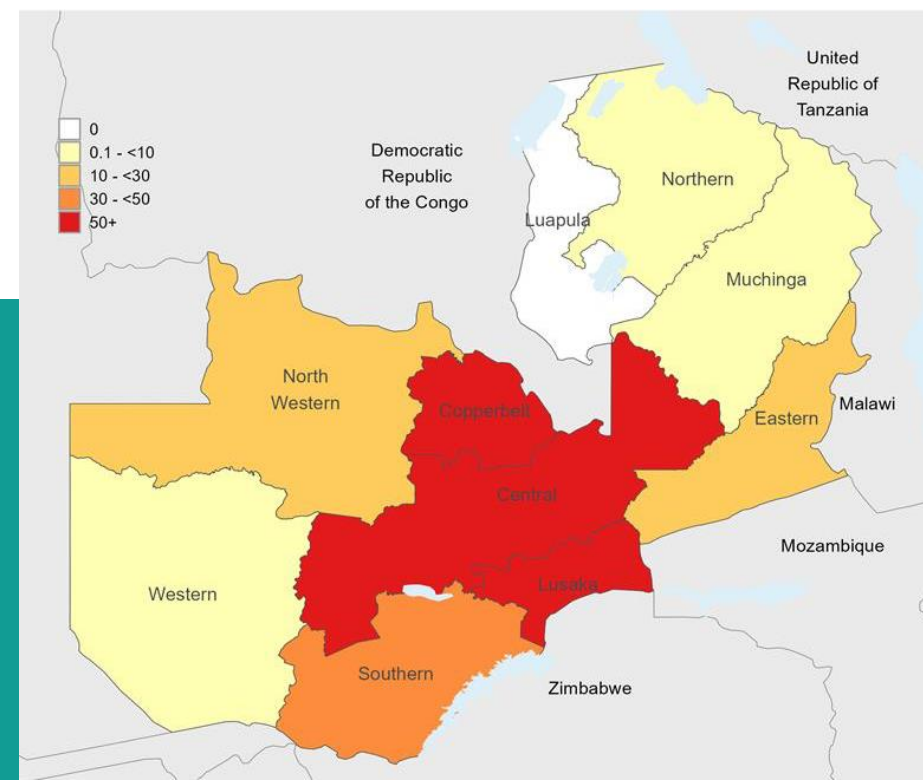 United
Republic of
Tanzania
0
0.1 - <10
10 - <30
30 - <50
50+
Democratic
Republic
of the Congo
Northern
Luapula
Muchinga
North
Western
Copperbelt
Eastern
Malawi
Central
Mozambique
Western
Lusaka
Southern
Zimbabwe